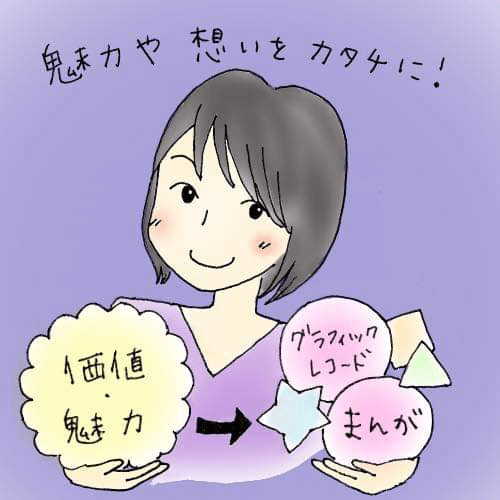 魅力や 想いを カタチに!
価値
・
魅力
グラフィック
レコード
まんが